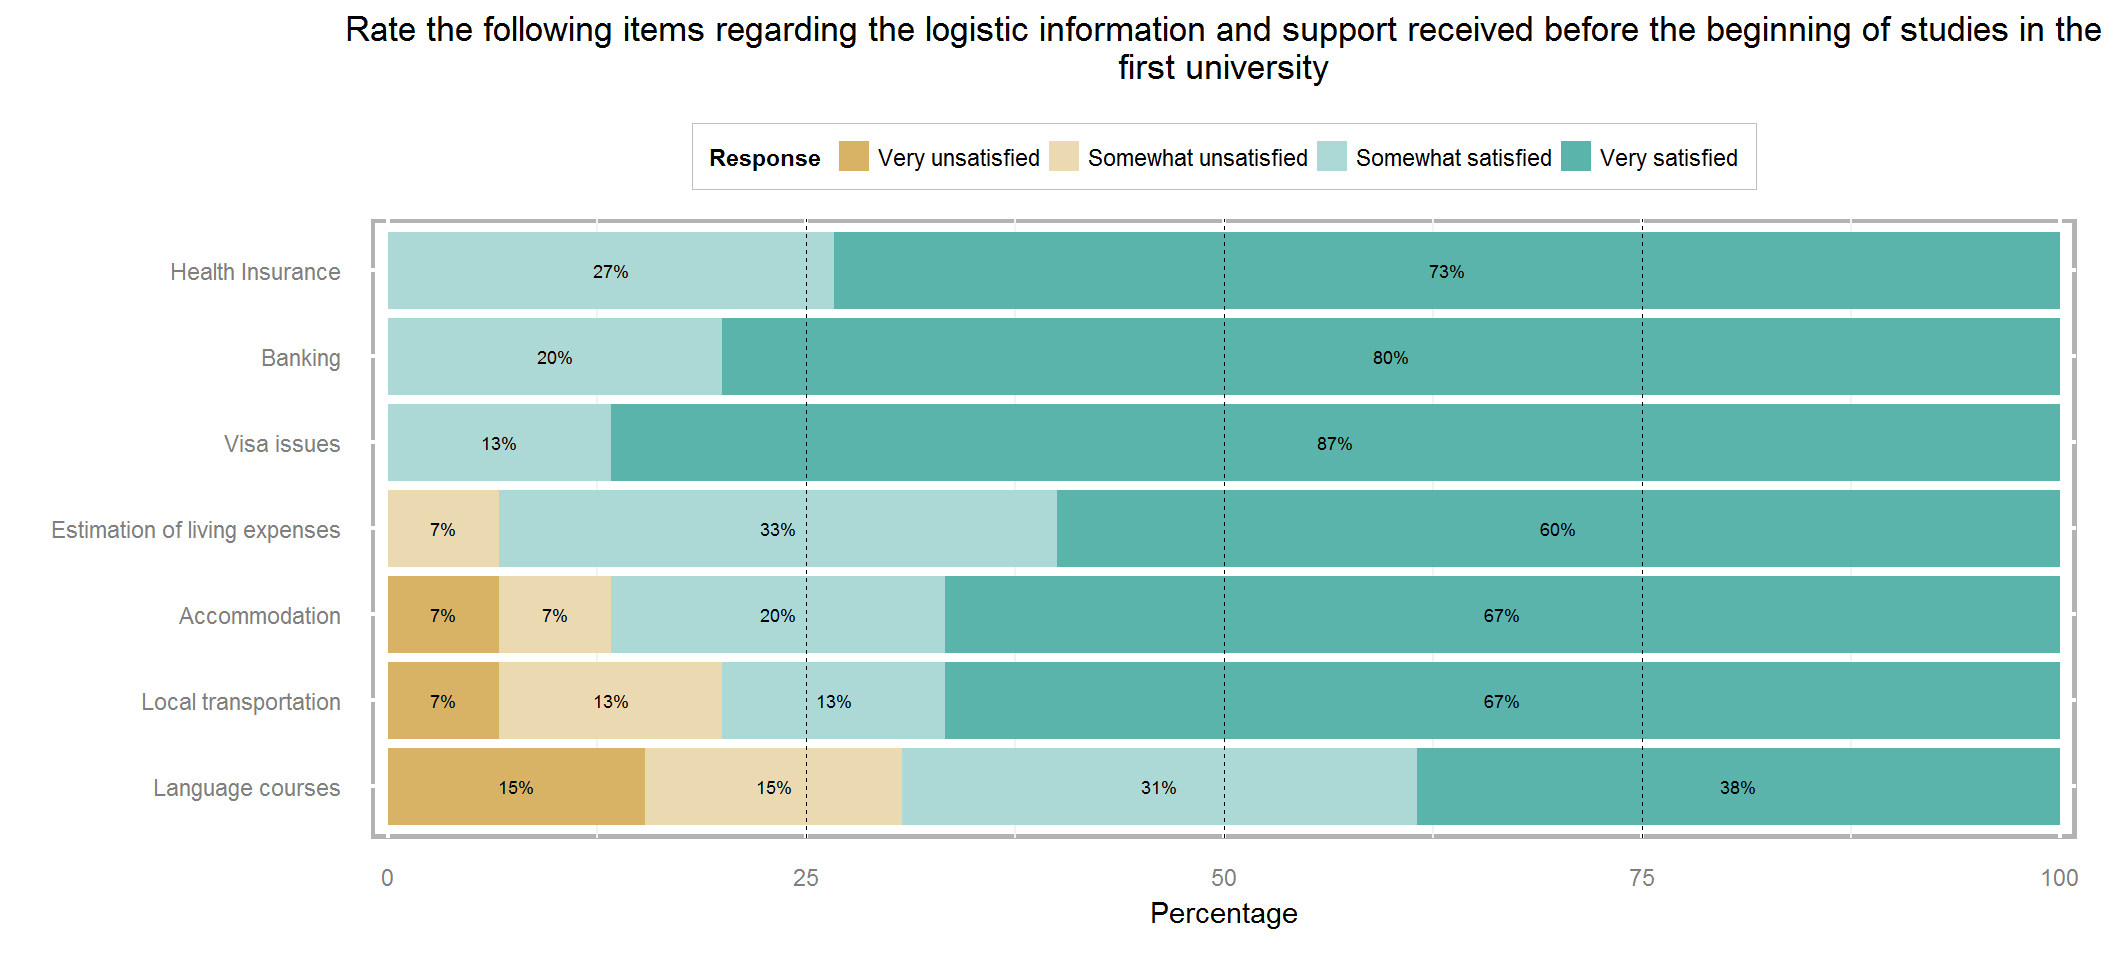 Rate the following items regarding the logistic information and support received before the beginning of studies in the
first university
Response Very unsatisfied Somewhat unsatisfied Somewhat satisfied Very satisfied
Health Insurance 27% 73%
Banking 20% 80%
Visa issues 13% 87%
Estimation of living expenses 7% 33% 60%
Accommodation 7% 7% 20% 67%
Local transportation 7% 13% 13% 67%
Language courses 15% 15% 31% 38%
0 25 50 75 100
Percentage